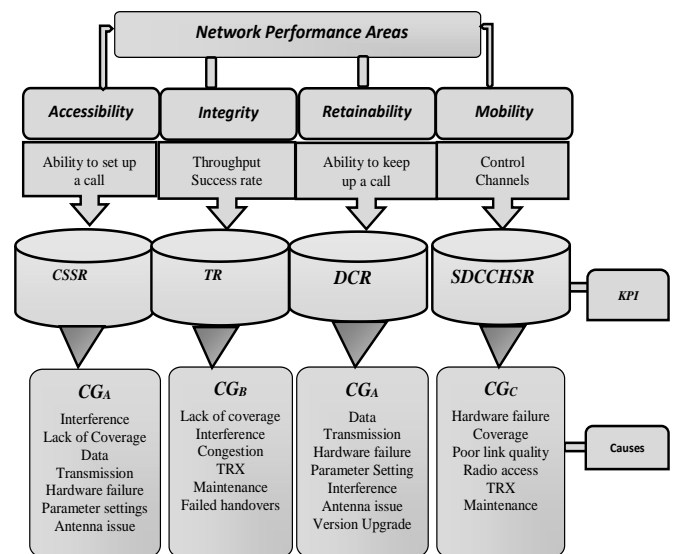 Network Performance Areas
Accessibility
Integrity
Retainability
Mobility
Ability to set up
a call
Throughput
Success rate
Ability to keep
up a call
Control
Channels
CSSR
TR
DCR
SDCCHSR
KPI
CGA
Interference
Lack of Coverage
Data
Transmission
Hardware failure
Parameter settings
Antenna issue
CGB
Lack of coverage
Interference
Congestion
TRX
Maintenance
Failed handovers
CGA
Data
Transmission
Hardware failure
Parameter Setting
Interference
Antenna issue
Version Upgrade
CGC
Hardware failure
Coverage
Poor link quality
Radio access
TRX
Maintenance
Causes